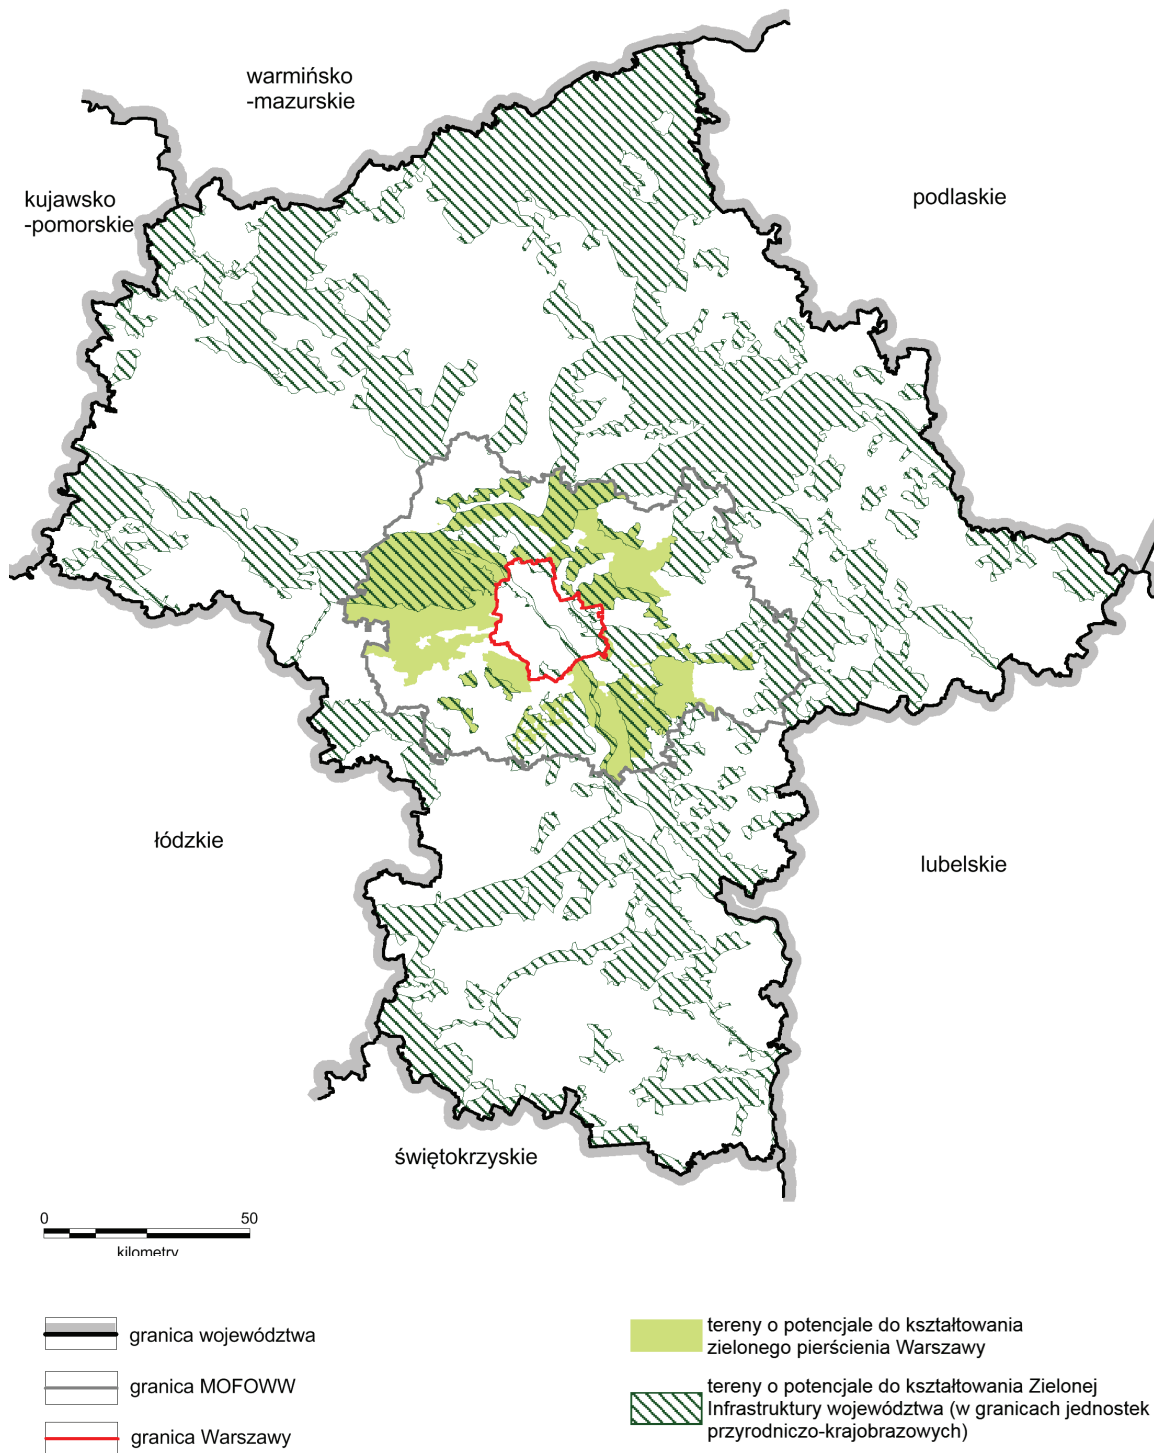 warmińsko
-mazurskie
kujawsko
-pomorskie
podlaskie
łódzkie
lubelskie
świętokrzyskie
0 50
kilometry
granica województwa
granica MOFOWW
granica Warszawy
tereny o potencjale do kształtowania
zielonego pierścienia Warszawy
tereny o potencjale do kształtowania Zielonej
Infrastruktury województwa (w granicach jednostek
przyrodniczo-krajobrazowych)